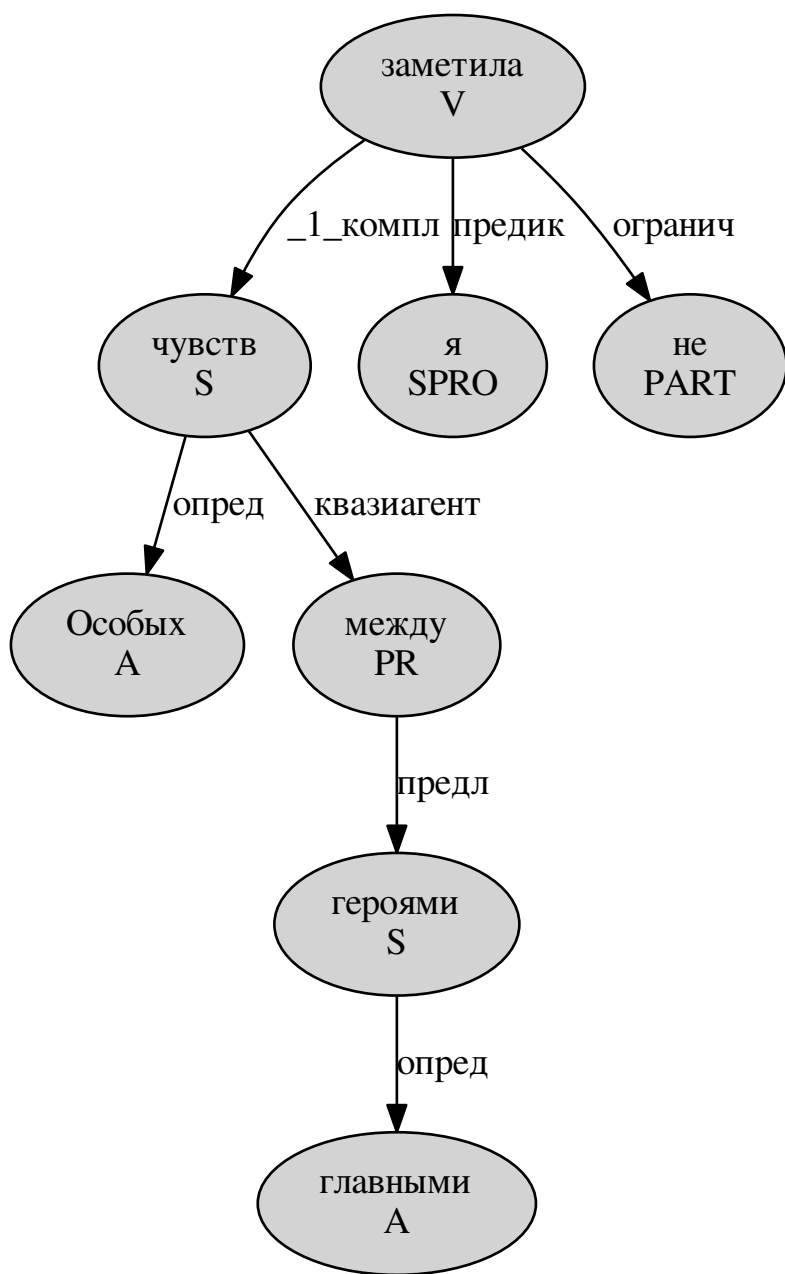 заметила
V
_1_компл
предик
огранич
чувств
S
я
SPRO
не
PART
опред
квазиагент
Особых
A
между
PR
предл
героями
S
опред
главными
A